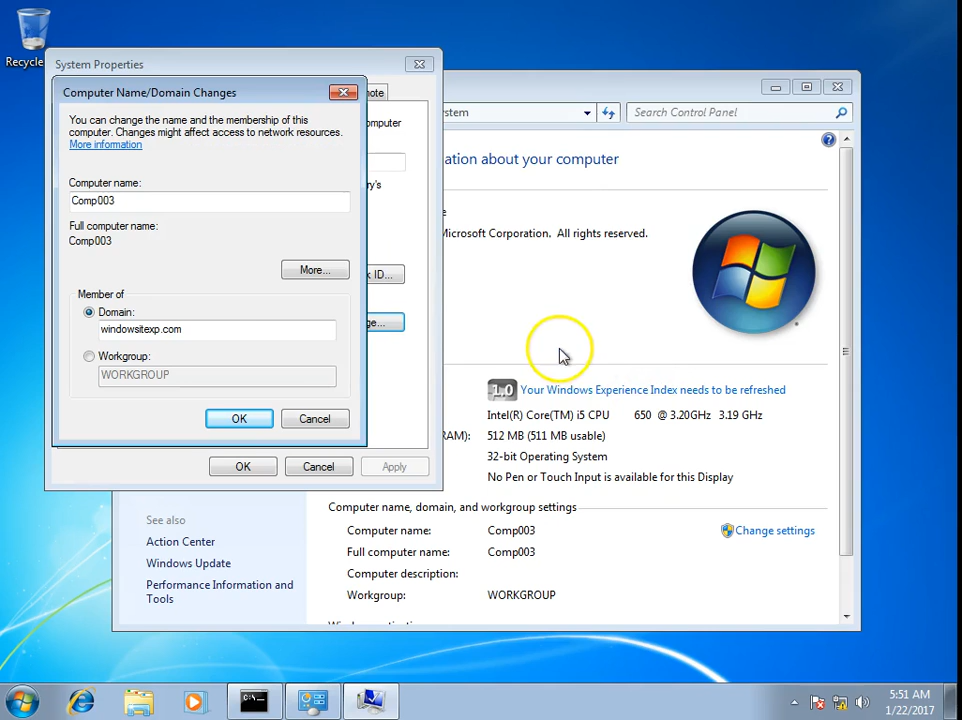 Recycle
System Properties
Computer Name/Domain Changes
note
stem
Search Control Panel
You can change the name and the membership of this
computer. Changes might affect access to network resources.
More information
omputer
ation about your computer
Computer name:
ry's
Comp003
Full computer name:
Comp003
Microsoft Corporation. All rights reserved.
More...
k ID...
Member of
Domain:
windowsitexp.com
ge...
Workgroup:
WORKGROUP
1.0 Your Windows Experience Index needs to be refreshed
OK Cancel
Intel(R) Core(TM) i5 CPU 650 @ 3.20GHz 3.19 GHz
RAM): 512 MB (511 MB usable)
32-bit Operating System
OK Cancel Apply
No Pen or Touch Input is available for this Display
Computer name, domain, and workgroup settings
See also
Computer name: Comp003
Change settings
Action Center
Full computer name: Comp003
Windows Update
Computer description:
Performance Information and
Tools
Workgroup: WORKGROUP
C:\_
5:51 AM
1/22/2017